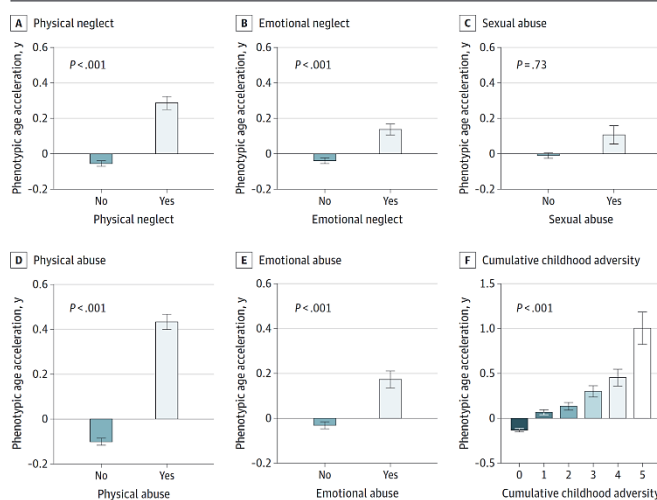 A Physical neglect
Phenotypic age acceleration, y
0.6
0.4
0.2
0
-0.2
P < .001
No Yes
Physical neglect
B Emotional neglect
Phenotypic age acceleration, y
0.6
0.4
0.2
0
-0.2
P < .001
No Yes
Emotional neglect
C Sexual abuse
Phenotypic age acceleration, y
0.6
0.4
0.2
0
-0.2
P = .73
No Yes
Sexual abuse
D Physical abuse
Phenotypic age acceleration, y
0.6
0.4
0.2
0
-0.2
P < .001
No Yes
Physical abuse
E Emotional abuse
Phenotypic age acceleration, y
0.6
0.4
0.2
0
-0.2
P < .001
No Yes
Emotional abuse
F Cumulative childhood adversity
Phenotypic age acceleration, y
1.5
1.0
0.5
0
-0.5
P < .001
0 1 2 3 4 5
Cumulative childhood adversity